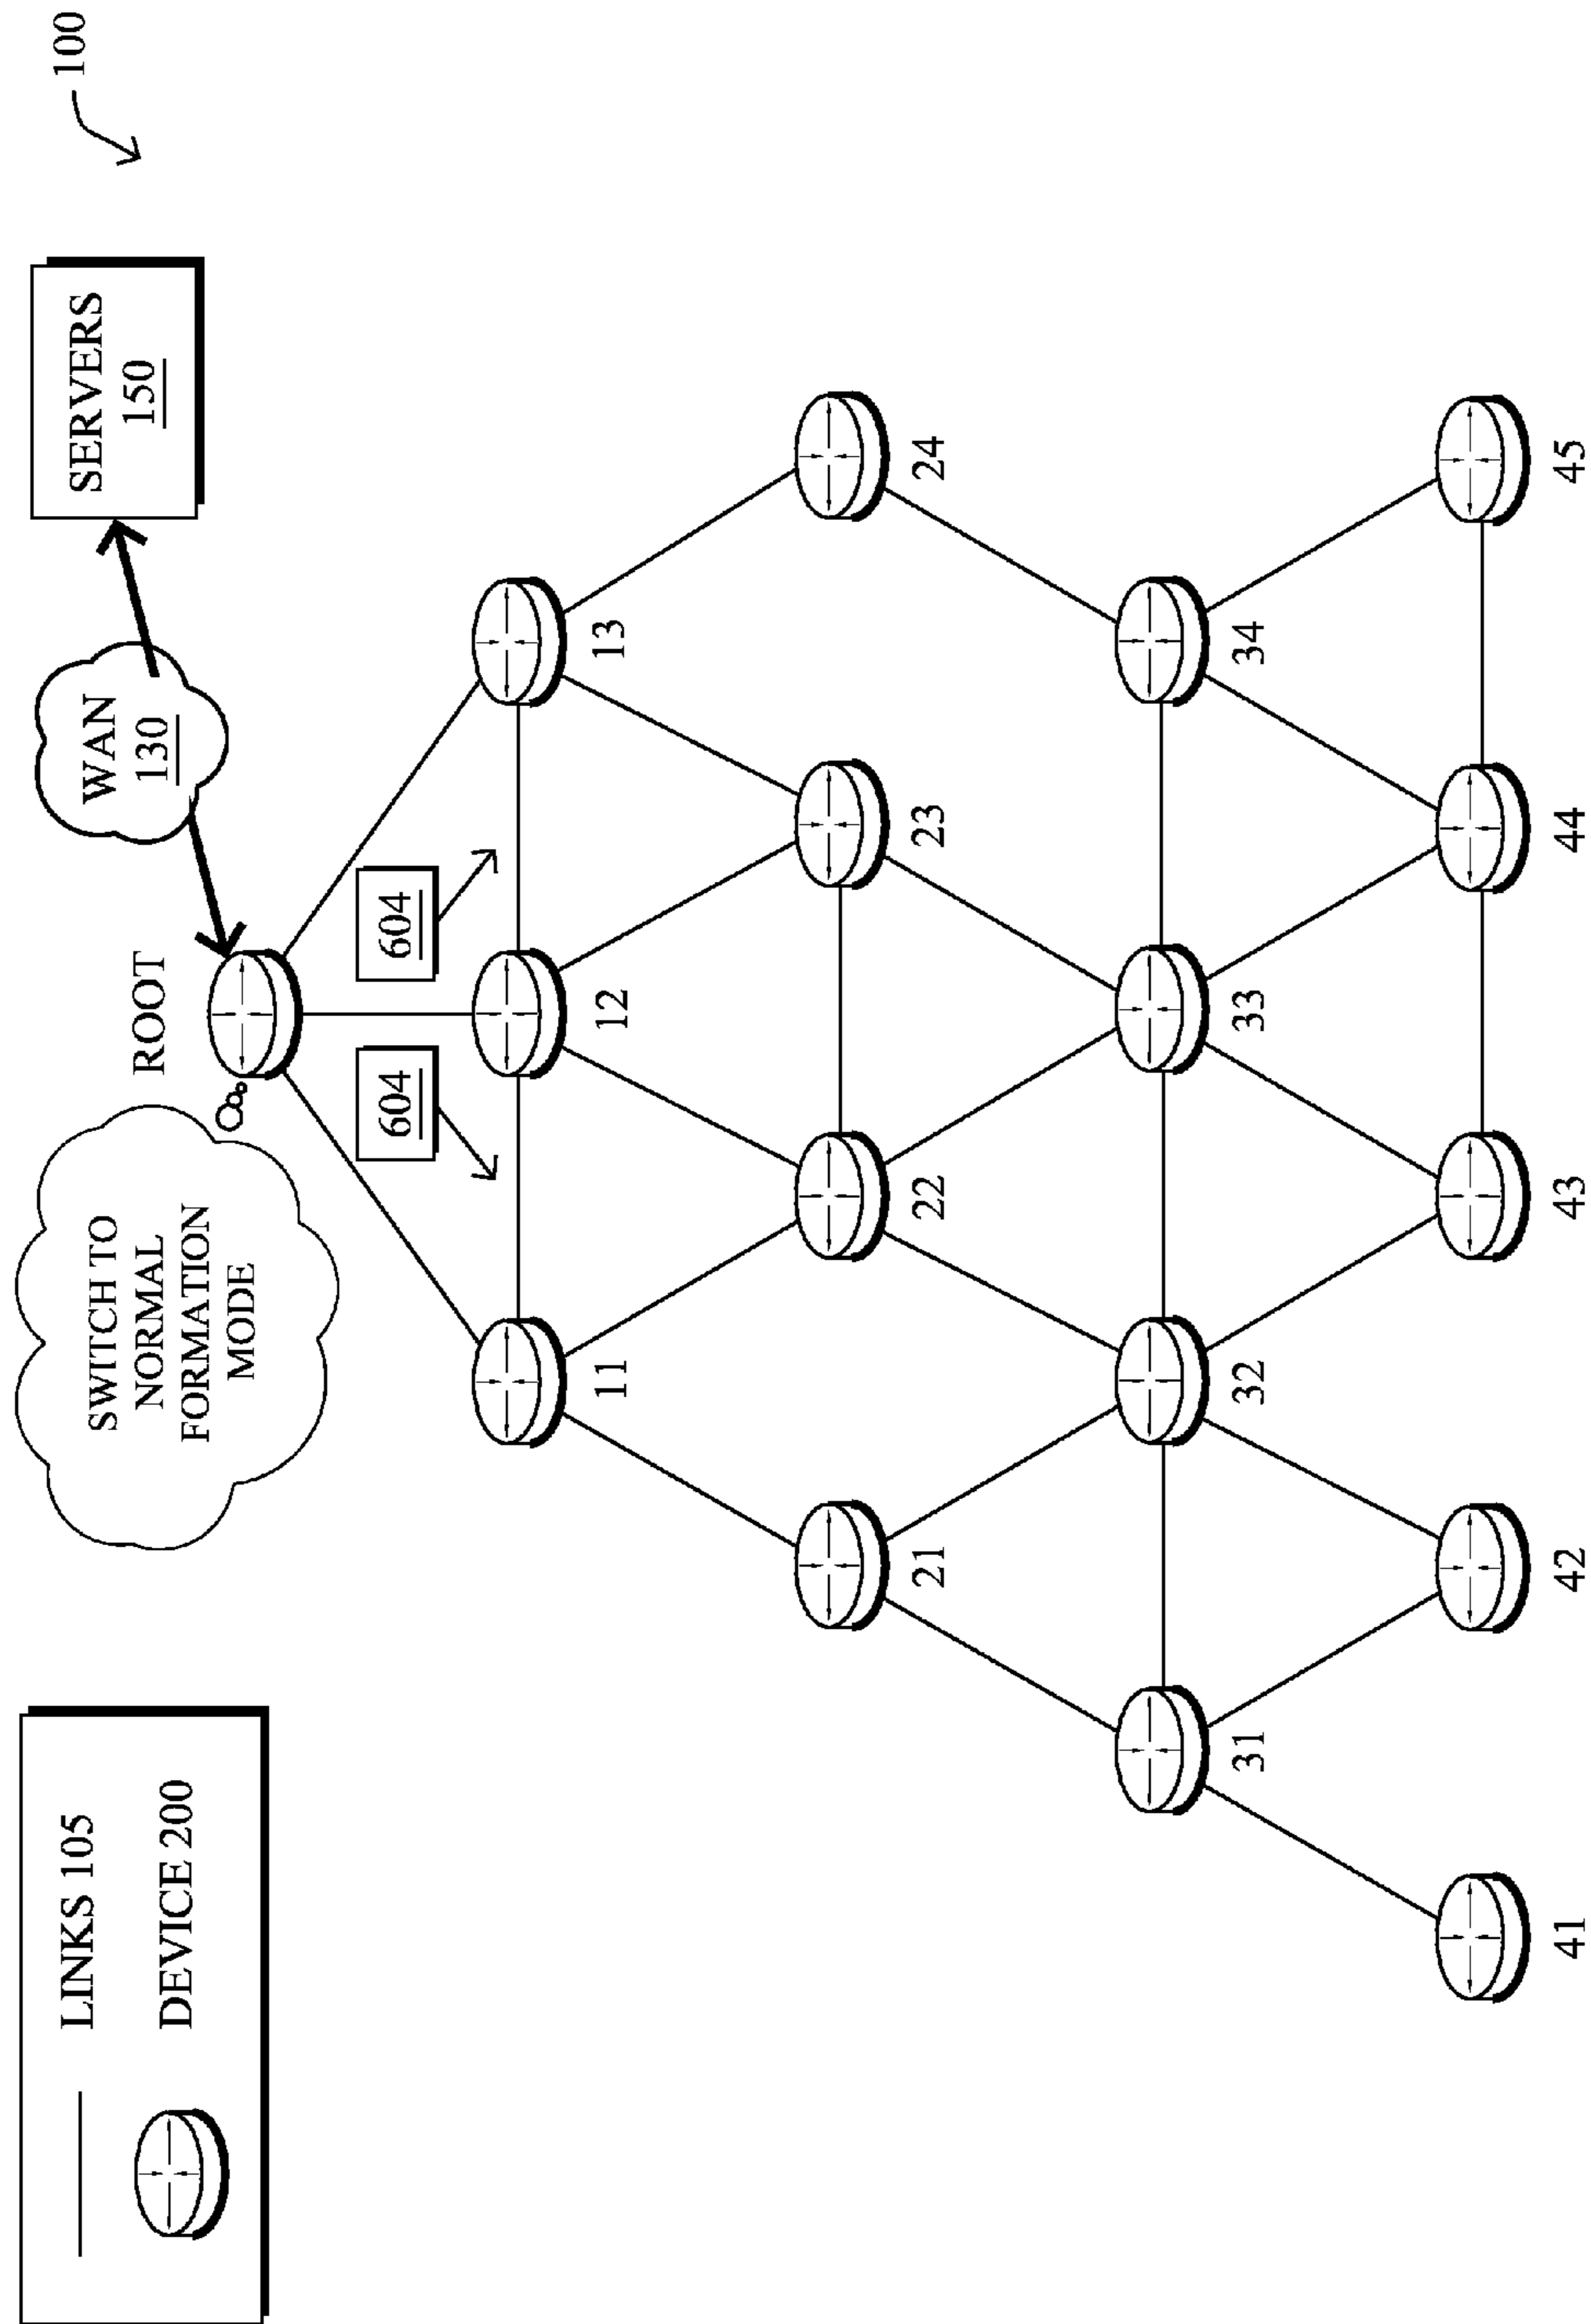 100
LINKS 105
DEVICE 200
SWITCH TO
NORMAL
FORMATION
MODE
ROOT
WAN
130
SERVERS
150
604
604
11
12
13
21
22
23
24
31
32
33
34
41
42
43
44
45